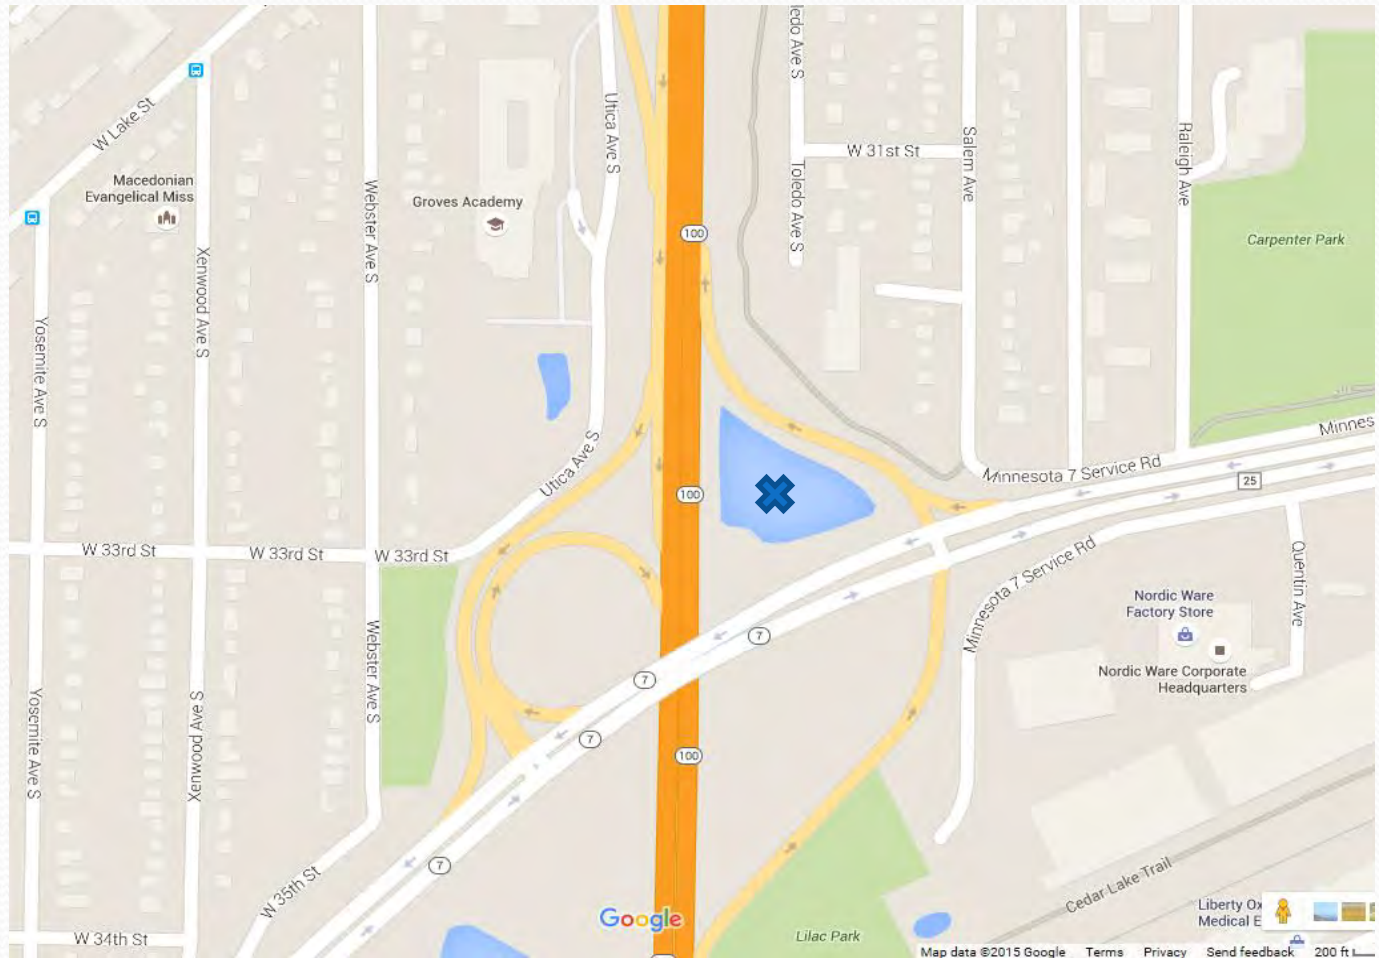 W Lake St
Macedonian
Evangelical Miss
Groves Academy
Utica Ave S
100
Toledo Ave S
W 31st St
Toledo Ave S
Salem Ave
Raleigh Ave
Carpenter Park
Webster Ave S
Xenwood Ave S
Yosemite Ave S
Utica Ave S
100
Minnesota 7 Service Rd
Minnes
25
W 33rd St
W 33rd St
W 33rd St
Minnesota 7 Service Rd
Quentin Ave
Nordic Ware
Factory Store
Nordic Ware Corporate
Headquarters
7
7
7
7
100
Webster Ave S
Xenwood Ave S
Yosemite Ave S
W 35th St
W 34th St
Google
Lilac Park
Cedar Lake Trail
Liberty Ox
Medical E
Map data ©2015 Google Terms Privacy Send feedback 200 ft